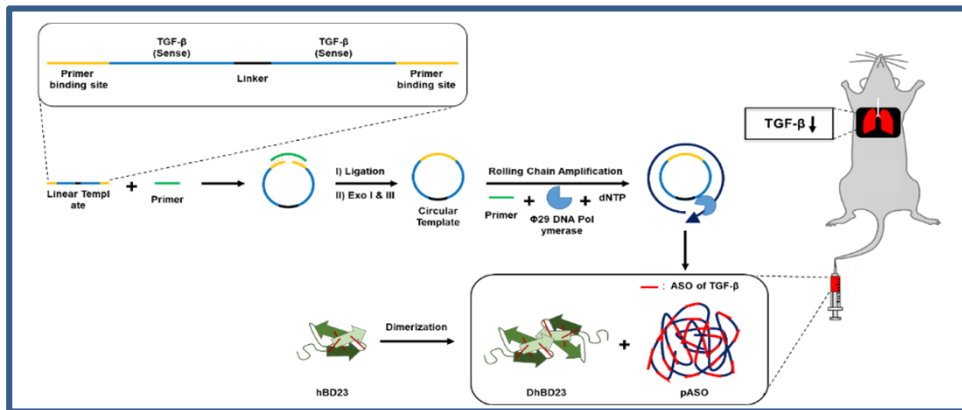 TGF-β
(Sense)
TGF-β
(Sense)
Primer
binding site
Linker
Primer
binding site
TGF-β
Linear Templ
ate
+
Primer
I) Ligation
II) Exo I & III
Circular
Template
Rolling Chain Amplification
+
+
dNTP
Primer
Φ29 DNA Pol
ymerase
: ASO of TGF-β
Dimerization
+
hBD23
DhBD23
pASO